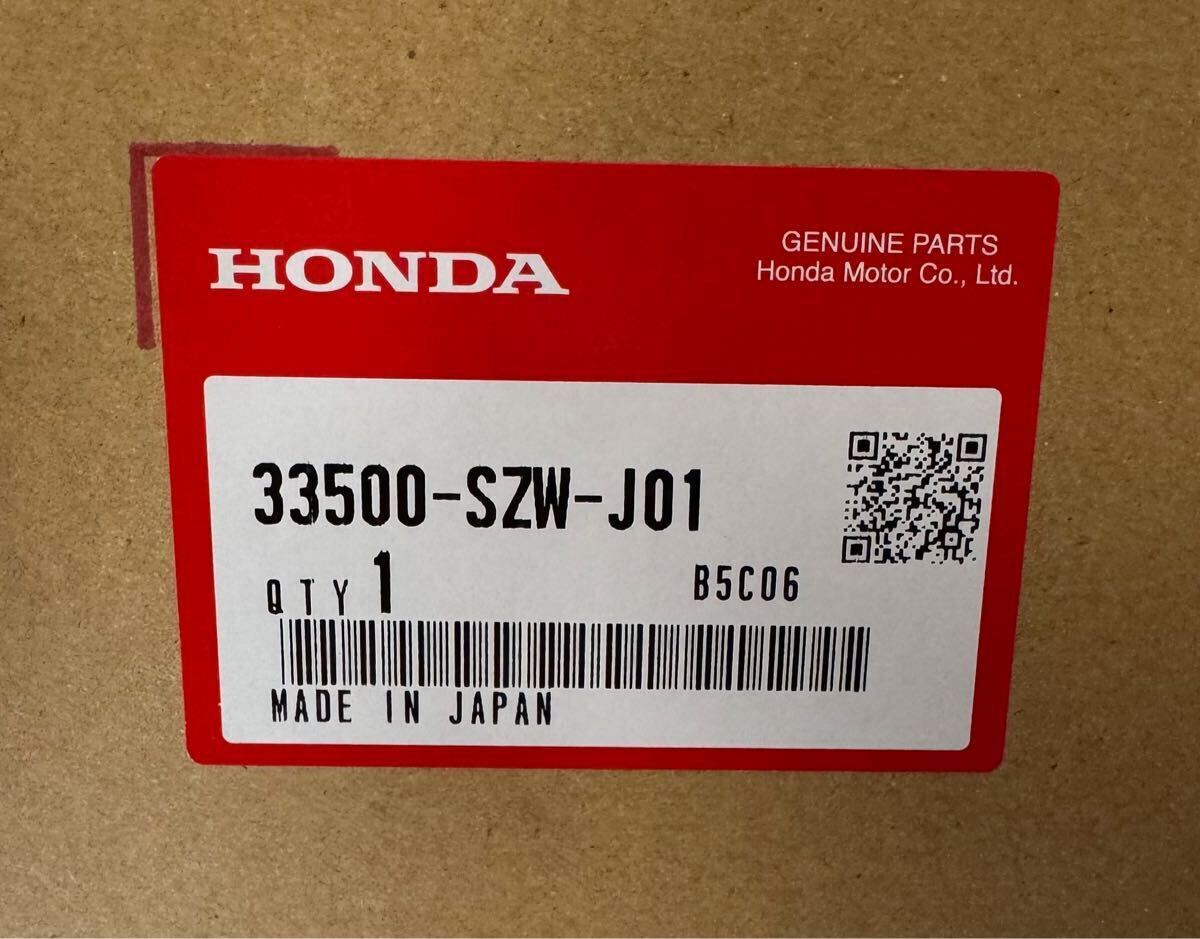 HONDA
GENUINE PARTS
Honda Motor Co., Ltd.
33500-SZW-J01
QTY 1
B5C06
MADE IN JAPAN